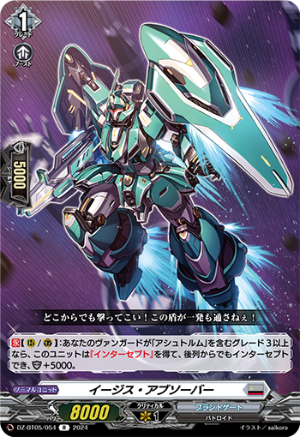 グレード
1
ブースト
5000
シールド
どこからでも撃ってこい!この盾が一発も通さねぇ!
ノーマルユニット
【永】【(R)】:あなたのヴァンガードが「アシュトルム」を含むグレード3以上なら、このユニットは『インターセプト』を得て、後列からでもインターセプトでき、+5000。
イージス・アブソーバー
8000
クリティカル
1
ブラントゲート
バトロイド
DZ-BT05/054 R 2024
イラスト/saikoro